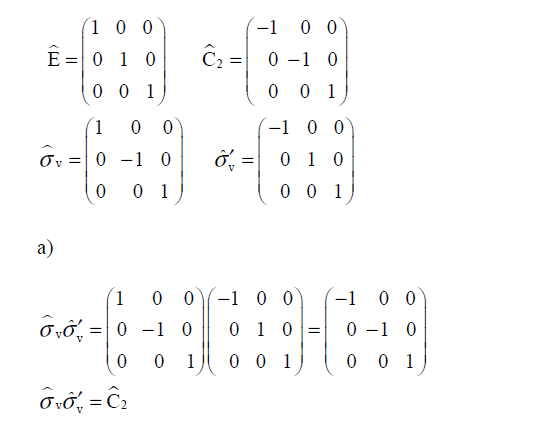 Ê = (1 0 0 0 1 0 0 0 1) Ĉ₂ = (−1 0 0 0 −1 0 0 0 1)
σ̂ᵥ = (1 0 0 0 −1 0 0 0 1) σ̂′ᵥ = (−1 0 0 0 1 0 0 0 1)
a)
σ̂ᵥσ̂′ᵥ = (1 0 0 0 −1 0 0 0 1) (−1 0 0 0 1 0 0 0 1) = (−1 0 0 0 −1 0 0 0 1)
σ̂ᵥσ̂′ᵥ = Ĉ₂